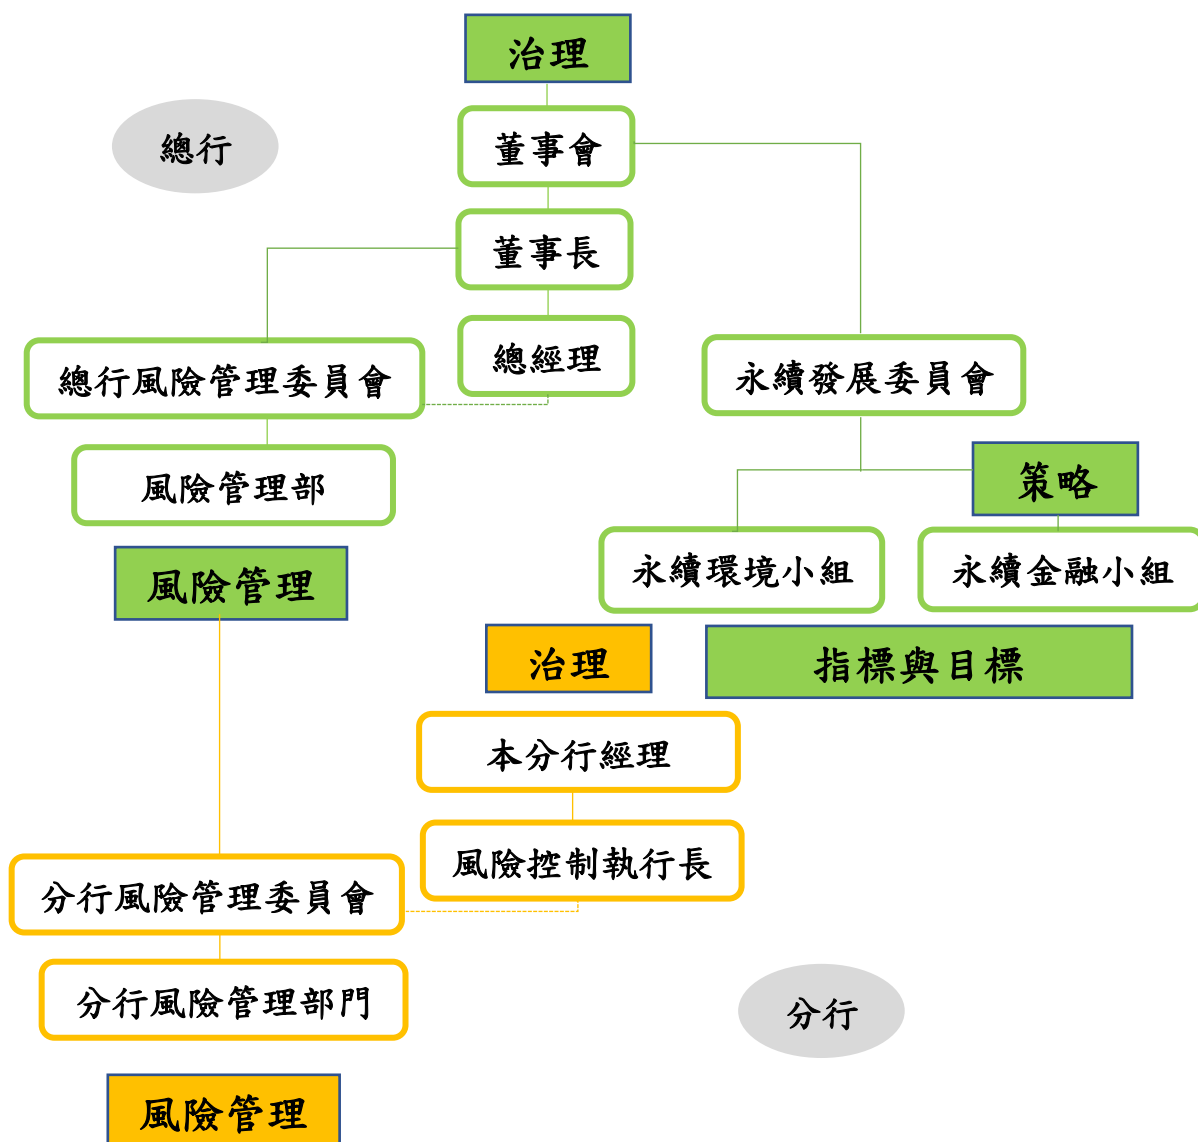 治理
總行
董事會
董事長
總經理
總行風險管理委員會
永續發展委員會
風險管理部
策略
永續環境小組
永續金融小組
風險管理
治理
指標與目標
本分行經理
風險控制執行長
分行風險管理委員會
分行風險管理部門
分行
風險管理